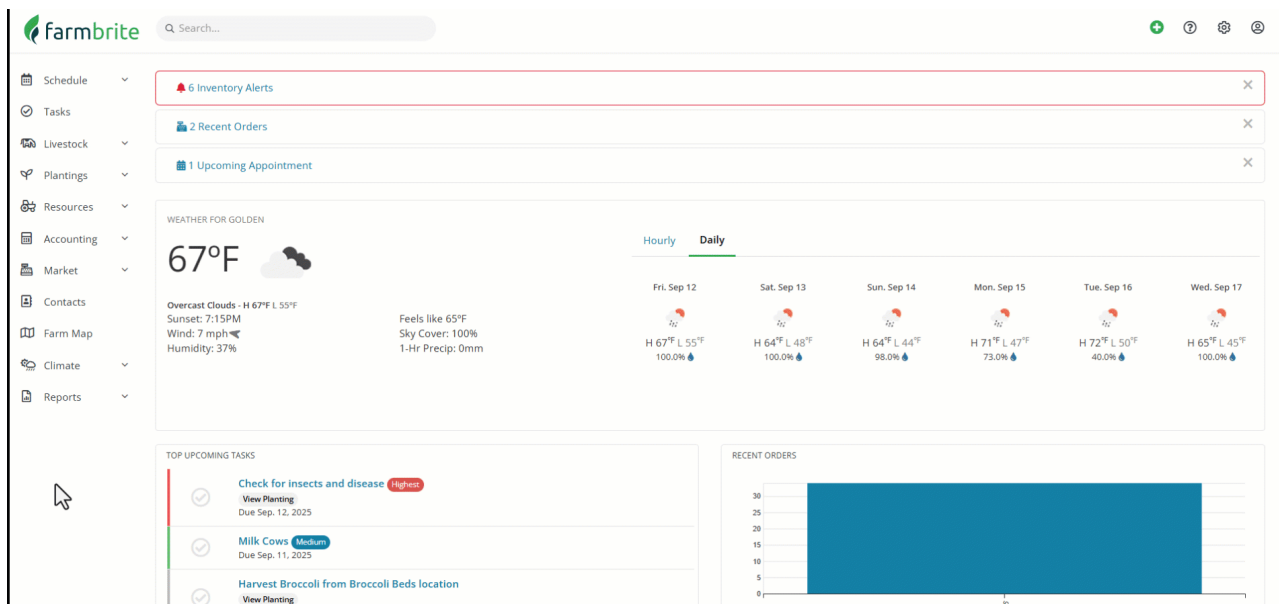 farmbrite
Search...
Schedule
Tasks
Livestock
Plantings
Resources
Accounting
Market
Contacts
Farm Map
Climate
Reports
6 Inventory Alerts
2 Recent Orders
1 Upcoming Appointment
WEATHER FOR GOLDEN
67°F
Overcast Clouds - H 67°F L 55°F
Sunset: 7:15PM
Wind: 7 mph
Humidity: 37%
Feels like 65°F
Sky Cover: 100%
1-Hr Precip: 0mm
Hourly Daily
Fri. Sep 12 Sat. Sep 13 Sun. Sep 14 Mon. Sep 15 Tue. Sep 16 Wed. Sep 17
H 67°F L 55°F H 64°F L 48°F H 64°F L 44°F H 71°F L 47°F H 72°F L 50°F H 65°F L 45°F
100.0% 100.0% 98.0% 73.0% 40.0% 100.0%
TOP UPCOMING TASKS
Check for insects and disease Highest
View Planting
Due Sep. 12, 2025
Milk Cows Medium
Due Sep. 11, 2025
Harvest Broccoli from Broccoli Beds location
View Planting
RECENT ORDERS
30
25
20
15
10
5
0